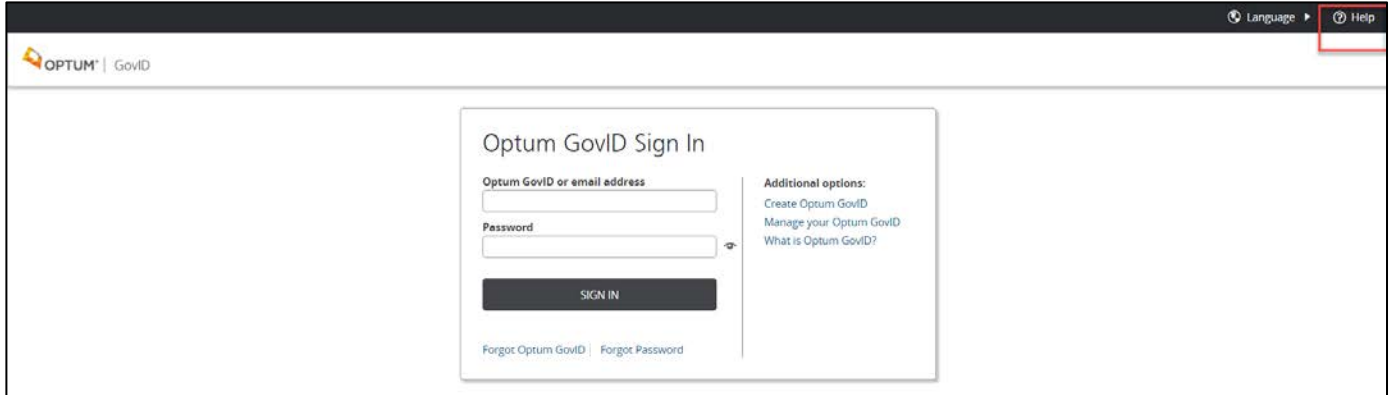 Language Help
OPTUM® | GovID
Optum GovID Sign In
Optum GovID or email address
Password
SIGN IN
Forgot Optum GovID | Forgot Password
Additional options:
Create Optum GovID
Manage your Optum GovID
What is Optum GovID?